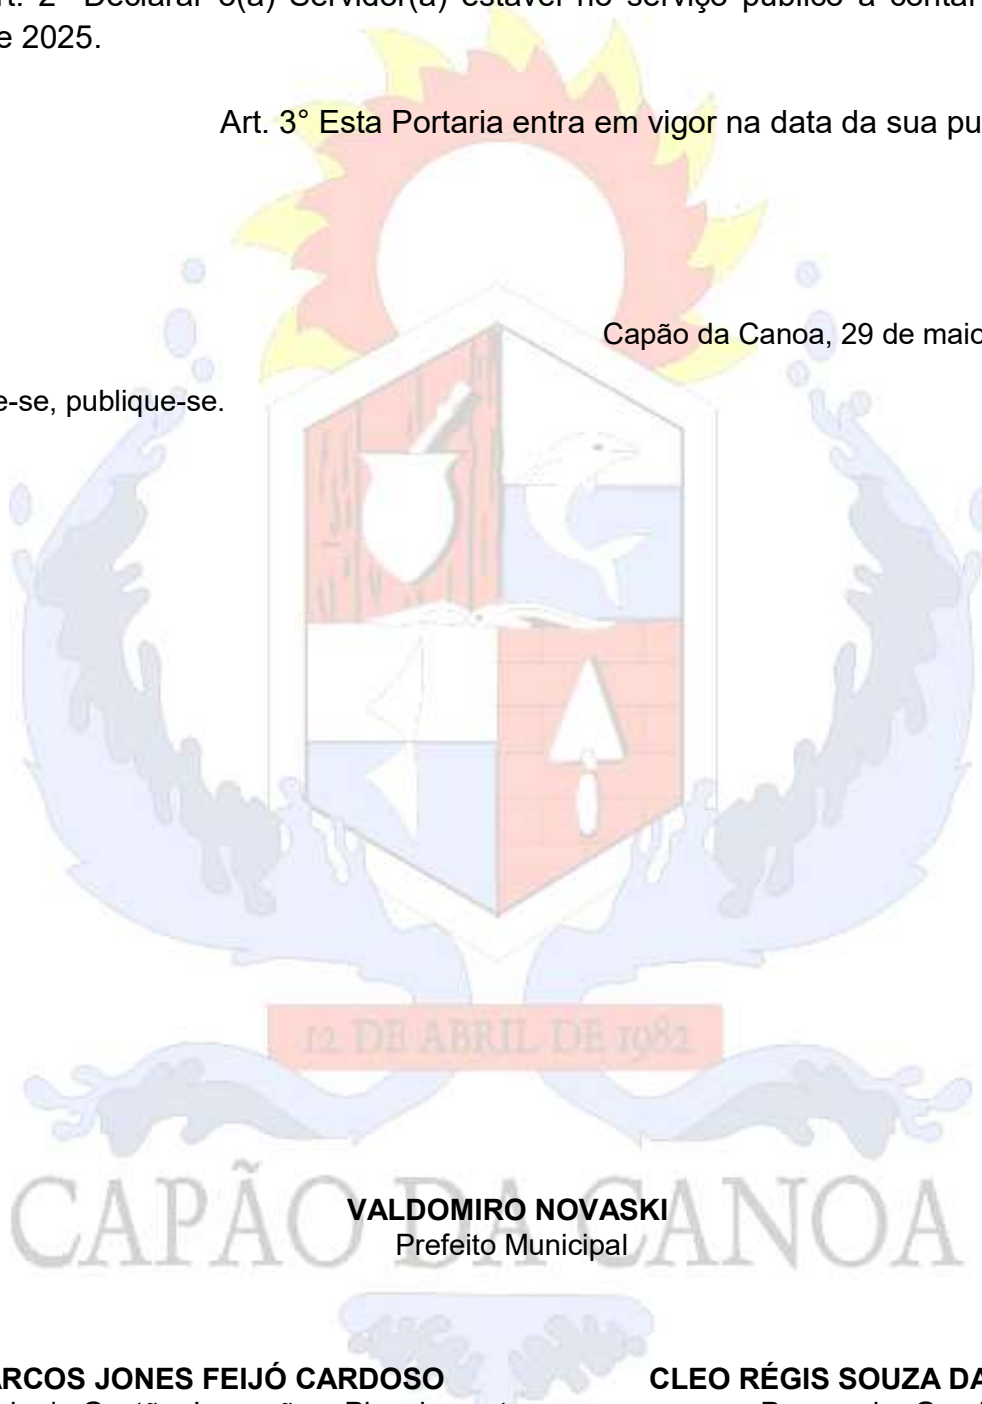 Art. 2° Declarar o(a) Servidor(a) estável no serviço público a contar
e 2025.
Art. 3° Esta Portaria entra em vigor na data da sua pu
Capão da Canoa, 29 de maio
e-se, publique-se.
12 DE ABRIL DE 1982
CAPÃO DA CANOA
VALDOMIRO NOVASKI
Prefeito Municipal
ARCOS JONES FEIJÓ CARDOSO
CLEO RÉGIS SOUZA DA